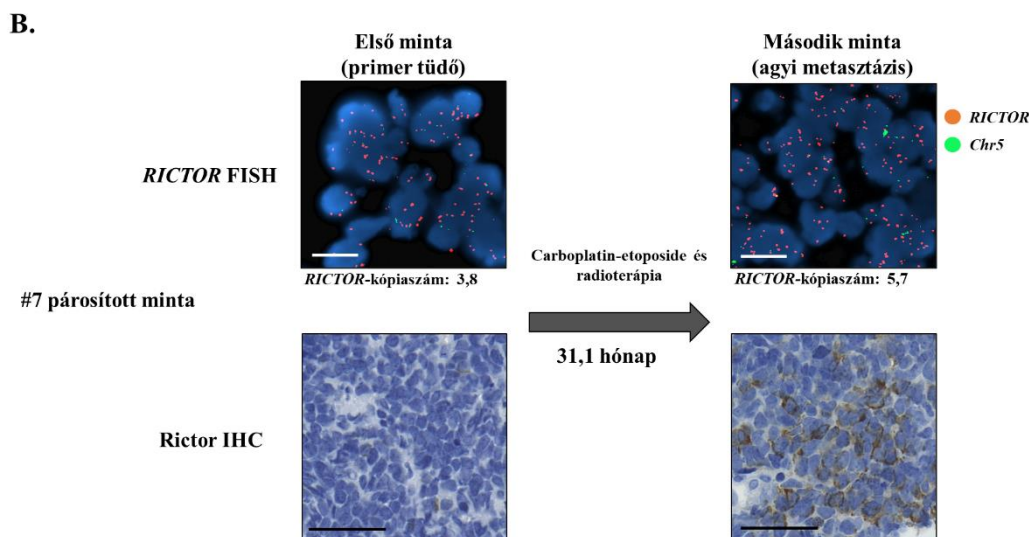 B.
Első minta
(primer tüdő)
Második minta
(agyi metasztázis)
RICTOR
Chr5
RICTOR FISH
RICTOR-kópiaszám: 3,8
Carboplatin-etoposide és
radioterápia
RICTOR-kópiaszám: 5,7
#7 párosított minta
31,1 hónap
Rictor IHC